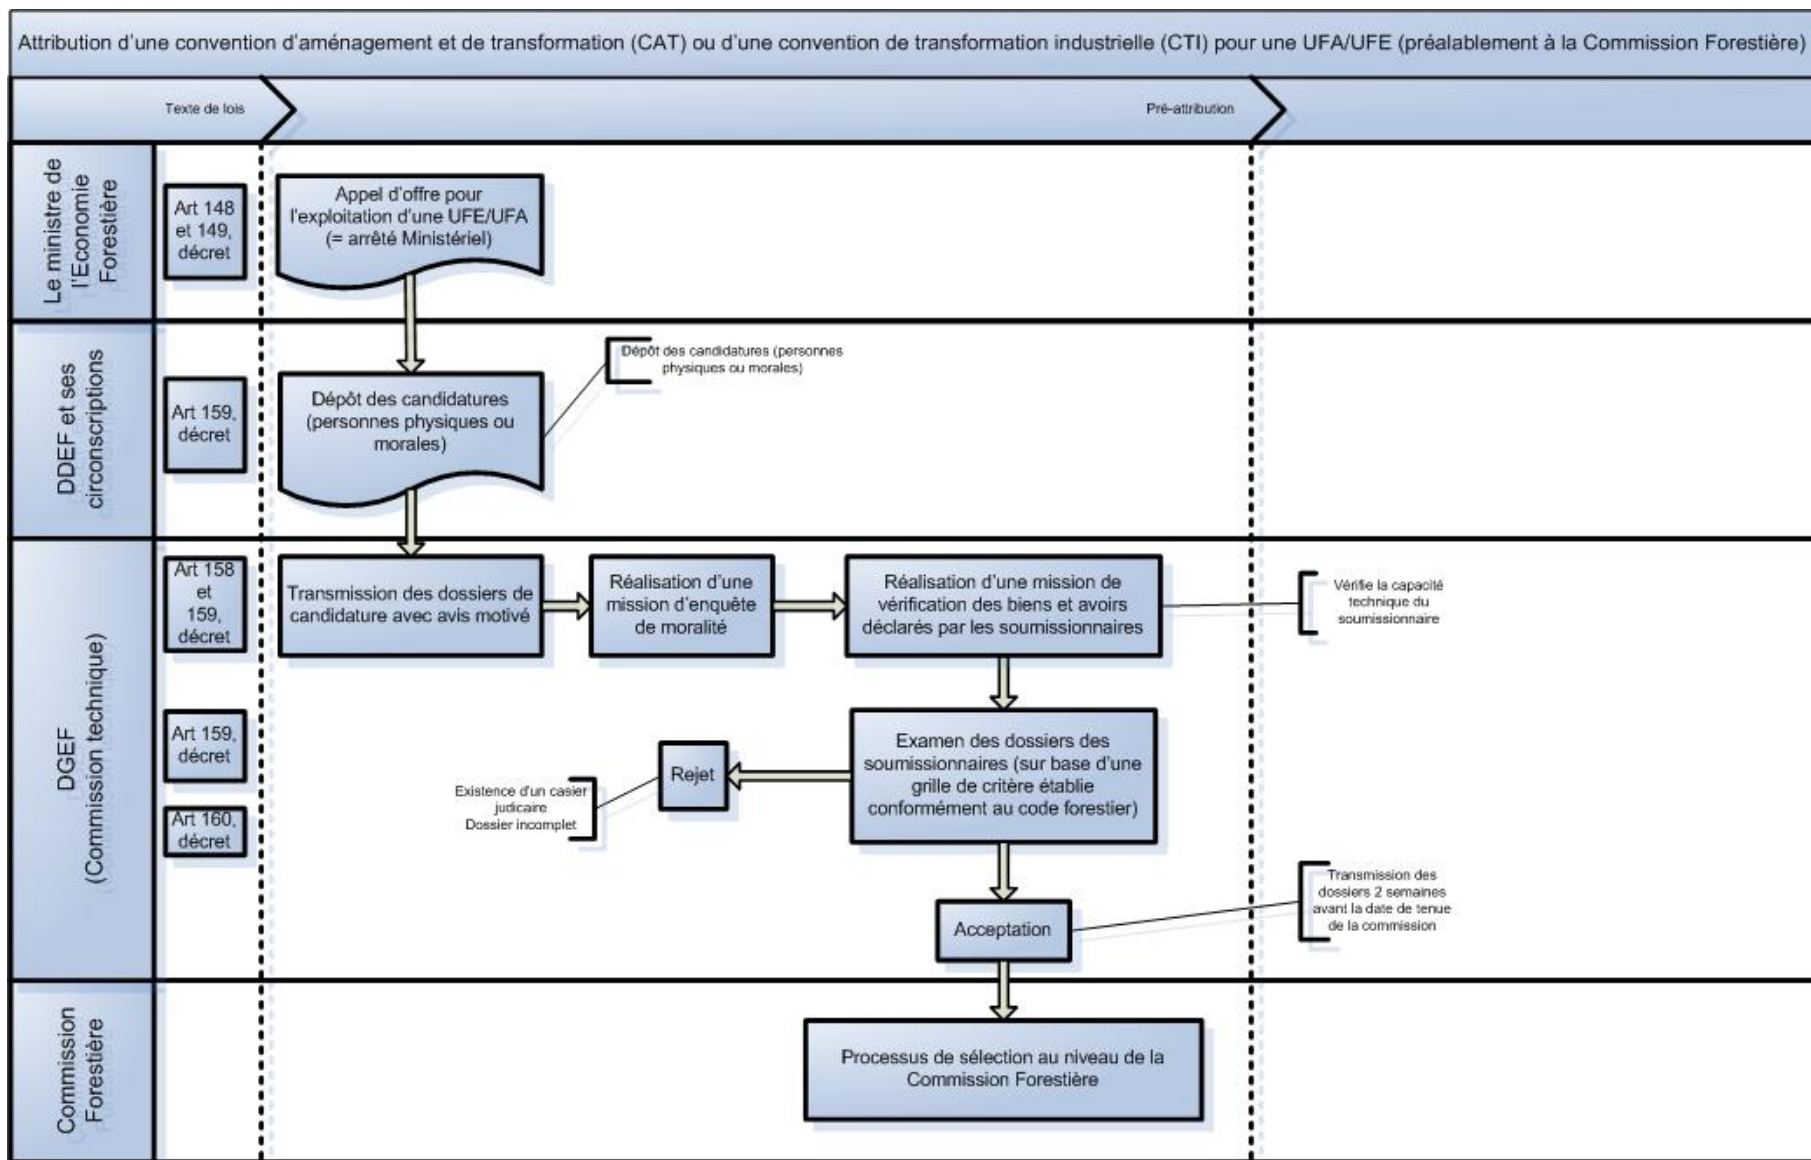 Attribution d'une convention d'aménagement et de transformation (CAT) ou d'une convention de transformation industrielle (CTI) pour une UFA/UFE (préalablement à la Commission Forestière)
Texte de lois
Pré-attribution
Le ministre de
l'Economie
Forestière
Art 148
et 149,
décret
Appel d'offre pour
l'exploitation d'une UFE/UFA
(= arrêté Ministériel)
DDEF et ses
circonscriptions
Art 159,
décret
Dépôt des candidatures
(personnes physiques ou
morales)
Dépôt des candidatures (personnes
physiques ou morales)
DGEF
(Commission technique)
Art 158
et
159,
décret
Transmission des dossiers de
candidature avec avis motivé
Réalisation d'une
mission d'enquête
de moralité
Réalisation d'une mission de
vérification des biens et avoirs
déclarés par les soumissionnaires
Vérifie la capacité
technique du
soumissionnaire
Art 159,
décret
Examen des dossiers des
soumissionnaires (sur base d'une
grille de critère établie
conformément au code forestier)
Rejet
Existence d'un casier
judicaire
Dossier incomplet
Art 160,
décret
Acceptation
Transmission des
dossiers 2 semaines
avant la date de tenue
de la commission
Commission
Forestière
Processus de sélection au niveau de la
Commission Forestière